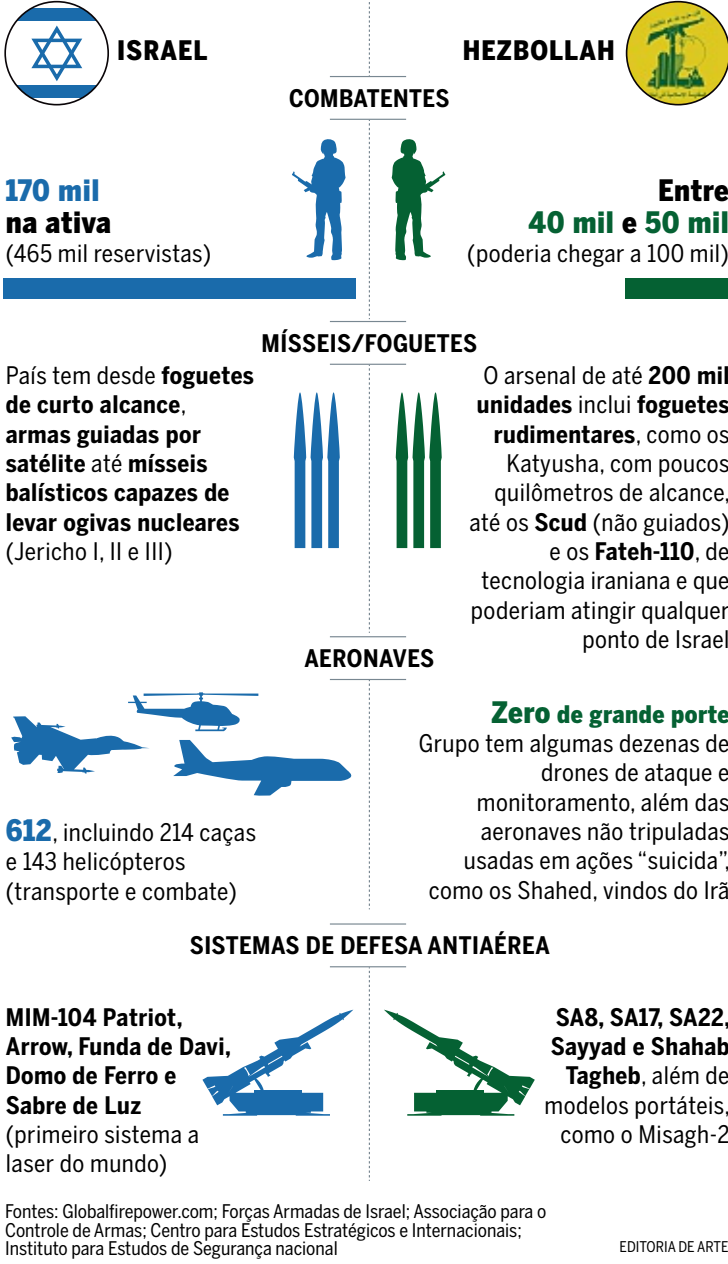 ISRAEL
HEZBOLLAH
COMBATENTES
170 mil
na ativa
(465 mil reservistas)
Entre
40 mil e 50 mil
(poderia chegar a 100 mil)
MÍSSEIS/FOGUETES
País tem desde foguetes
de curto alcance,
armas guiadas por
satélite até mísseis
balísticos capazes de
levar ogivas nucleares
(Jericho I, II e III)
O arsenal de até 200 mil
unidades inclui foguetes
rudimentares, como os
Katyusha, com poucos
quilômetros de alcance,
até os Scud (não guiados)
e os Fateh-110, de
tecnologia iraniana e que
poderiam atingir qualquer
ponto de Israel
AERONAVES
612, incluindo 214 caças
e 143 helicópteros
(transporte e combate)
Zero de grande porte
Grupo tem algumas dezenas de
drones de ataque e
monitoramento, além das
aeronaves não tripuladas
usadas em ações “suicida”,
como os Shahed, vindos do Irã
SISTEMAS DE DEFESA ANTIAÉREA
MIM-104 Patriot,
Arrow, Funda de Davi,
Domo de Ferro e
Sabre de Luz
(primeiro sistema a
laser do mundo)
SA8, SA17, SA22,
Sayyad e Shahab
Tagheb, além de
modelos portáteis,
como o Misagh-2
Fontes: Globalfirepower.com; Forças Armadas de Israel; Associação para o
Controle de Armas; Centro para Estudos Estratégicos e Internacionais;
Instituto para Estudos de Segurança nacional
EDITORIA DE ARTE